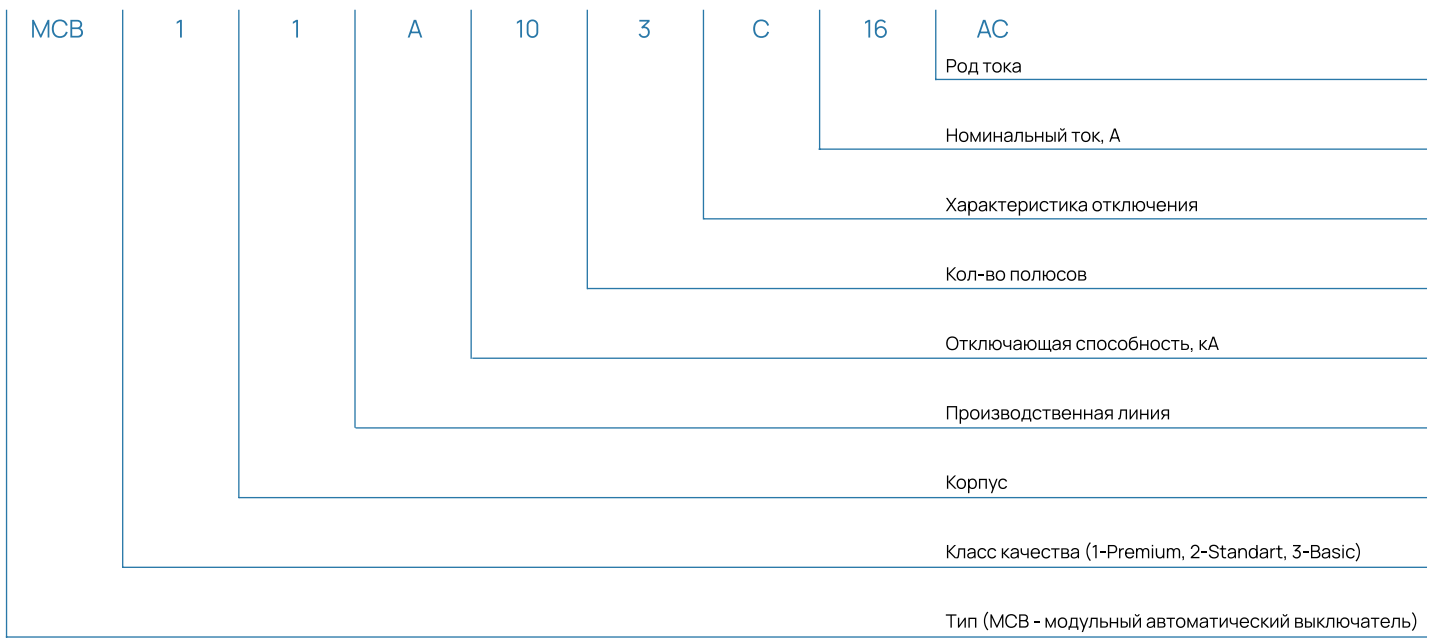 MCB 1 1 A 10 3 C 16 AC
Род тока
Номинальный ток, А
Характеристика отключения
Кол-во полюсов
Отключающая способность, кА
Производственная линия
Корпус
Класс качества (1-Premium, 2-Standart, 3-Basic)
Тип (МСВ - модульный автоматический выключатель)